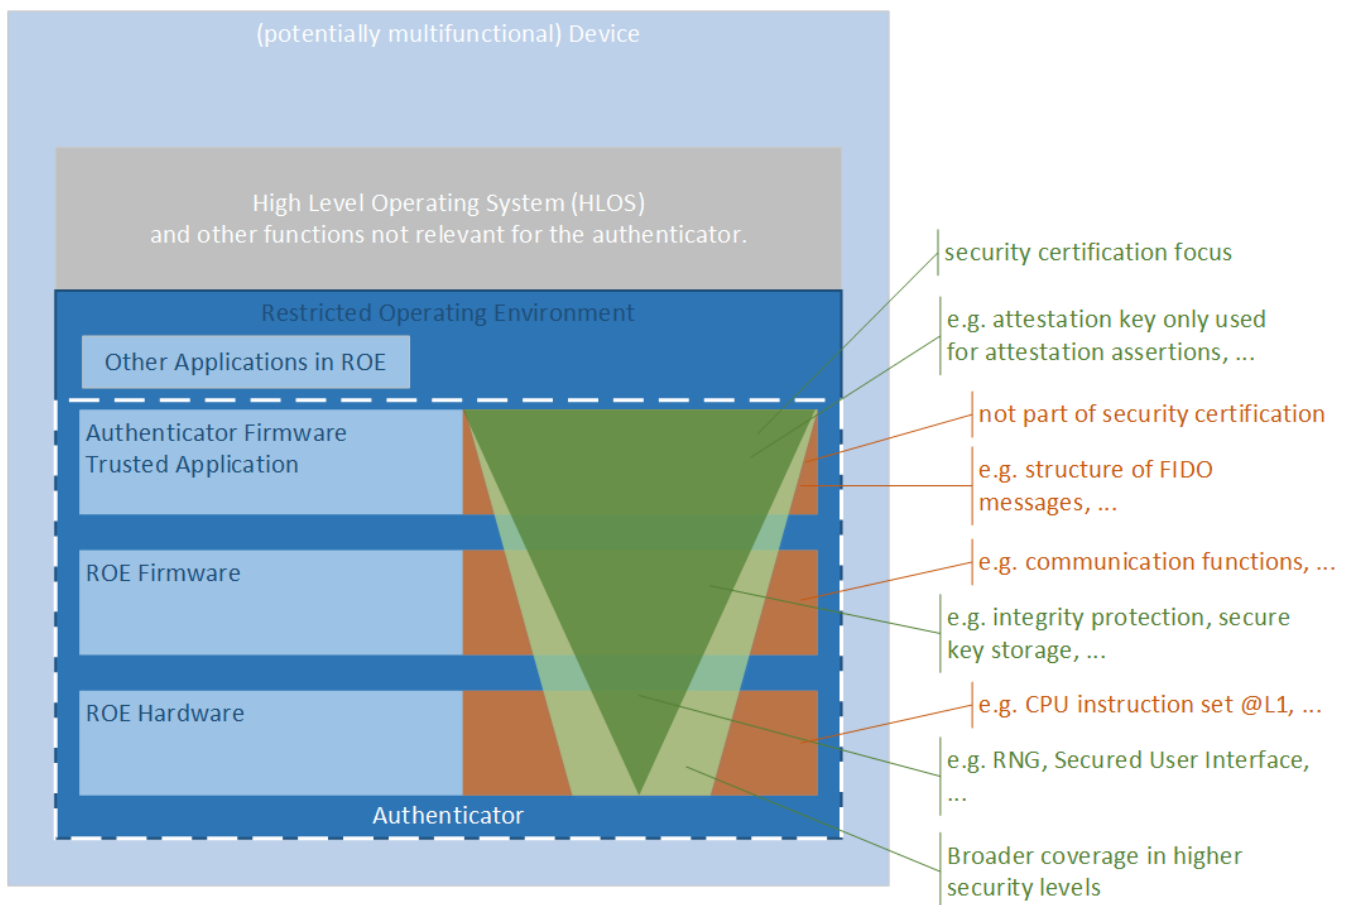 (potentially multifunctional) Device
High Level Operating System (HLOS)
and other functions not relevant for the authenticator.
Restricted Operating Environment
Other Applications in ROE
Authenticator Firmware
Trusted Application
ROE Firmware
ROE Hardware
Authenticator
security certification focus
e.g. attestation key only used
for attestation assertions, ...
not part of security certification
e.g. structure of FIDO
messages, ...
e.g. communication functions, ...
e.g. integrity protection, secure
key storage, ...
e.g. CPU instruction set @L1, ...
e.g. RNG, Secured User Interface,
...
Broader coverage in higher
security levels